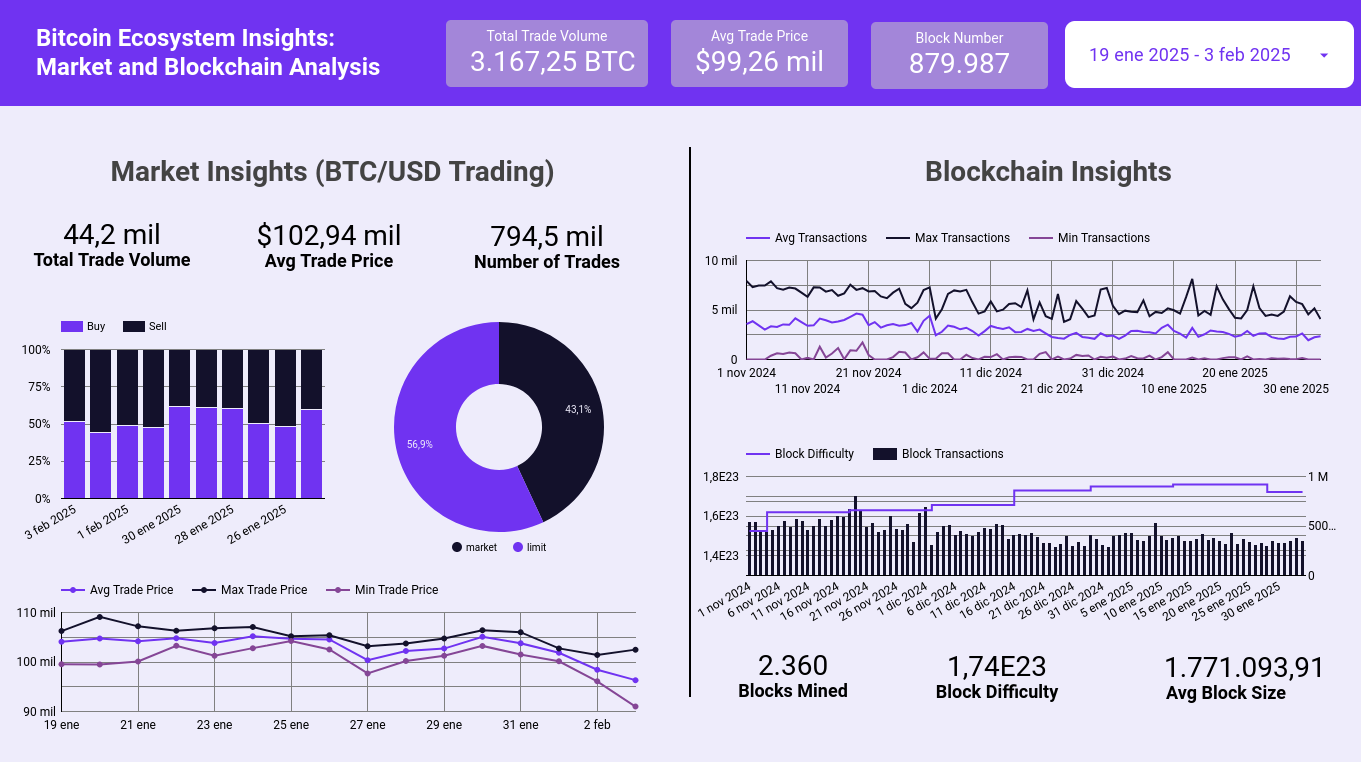 Bitcoin Ecosystem Insights:
Market and Blockchain Analysis
Total Trade Volume
3.167,25 BTC
Avg Trade Price
$99,26 mil
Block Number
879.987
19 ene 2025 - 3 feb 2025
Market Insights (BTC/USD Trading)
44,2 mil
Total Trade Volume
$102,94 mil
Avg Trade Price
794,5 mil
Number of Trades
Buy Sell
100%
75%
50%
25%
0%
3 feb 2025 1 feb 2025 30 ene 2025 28 ene 2025 26 ene 2025
43,1%
56,9%
market limit
Avg Trade Price Max Trade Price Min Trade Price
110 mil
100 mil
90 mil
19 ene 21 ene 23 ene 25 ene 27 ene 29 ene 31 ene 2 feb
Blockchain Insights
Avg Transactions Max Transactions Min Transactions
10 mil
5 mil
0
1 nov 2024 21 nov 2024 11 dic 2024 31 dic 2024 20 ene 2025
11 nov 2024 1 dic 2024 21 dic 2024 10 ene 2025 30 ene 2025
Block Difficulty Block Transactions
1,8E23 1 M
1,6E23 500...
1,4E23
0
1 nov 2024 6 nov 2024 11 nov 2024 16 nov 2024 21 nov 2024 26 nov 2024 1 dic 2024 6 dic 2024 11 dic 2024 16 dic 2024 21 dic 2024 26 dic 2024 31 dic 2024 5 ene 2025 10 ene 2025 15 ene 2025 20 ene 2025 25 ene 2025 30 ene 2025
2.360
Blocks Mined
1,74E23
Block Difficulty
1.771.093,91
Avg Block Size